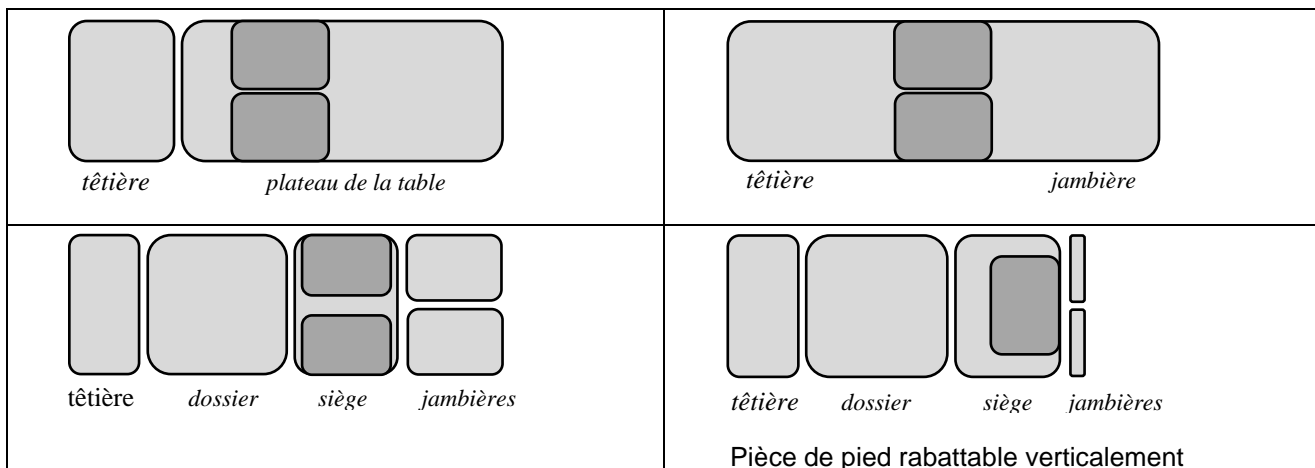 têtière plateau de la table
têtière jambière
têtière dossier siège jambières
têtière dossier siège jambières
Pièce de pied rabattable verticalement